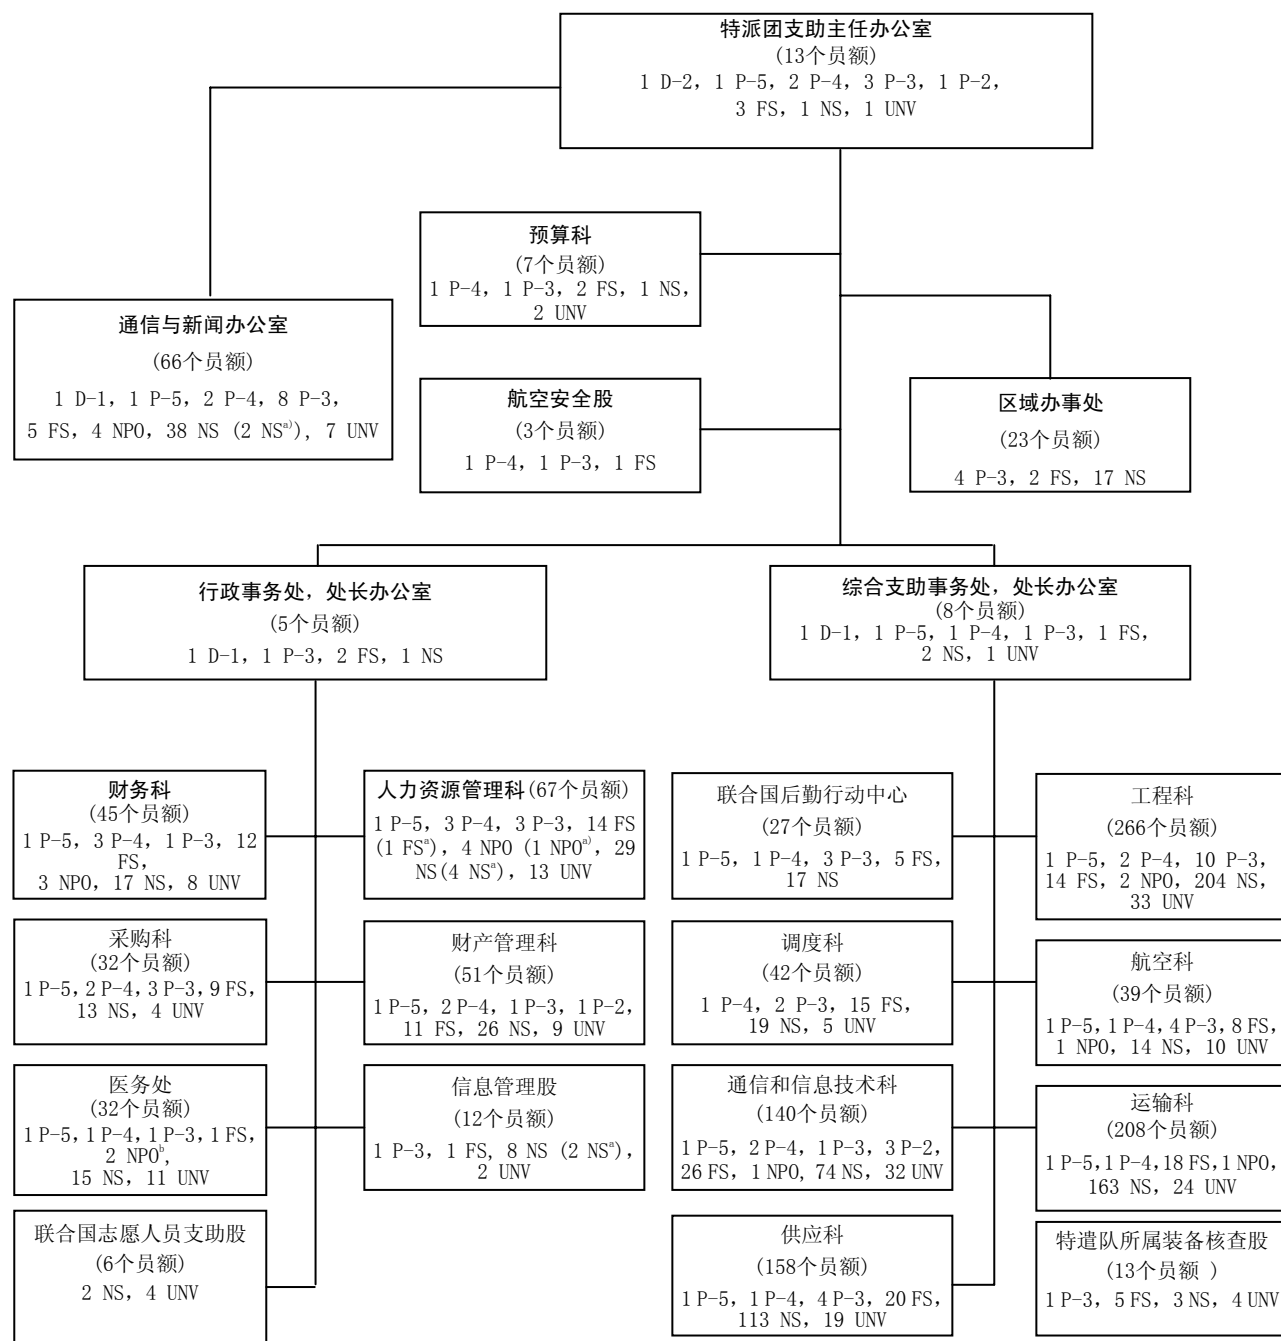 特派团支助主任办公室
(13个员额)
1 D-2, 1 P-5, 2 P-4, 3 P-3, 1 P-2,
3 FS, 1 NS, 1 UNV
预算科
(7个员额)
1 P-4, 1 P-3, 2 FS, 1 NS,
2 UNV
通信与新闻办公室
(66个员额)
1 D-1, 1 P-5, 2 P-4, 8 P-3,
5 FS, 4 NPO, 38 NS (2 NSᵃ⁾), 7 UNV
航空安全股
(3个员额)
1 P-4, 1 P-3, 1 FS
区域办事处
(23个员额)
4 P-3, 2 FS, 17 NS
行政事务处，处长办公室
(5个员额)
1 D-1, 1 P-3, 2 FS, 1 NS
综合支助事务处，处长办公室
(8个员额)
1 D-1, 1 P-5, 1 P-4, 1 P-3, 1 FS,
2 NS, 1 UNV
财务科
(45个员额)
1 P-5, 3 P-4, 1 P-3, 12
FS,
3 NPO, 17 NS, 8 UNV
人力资源管理科(67个员额)
1 P-5, 3 P-4, 3 P-3, 14 FS
(1 FSᵃ), 4 NPO (1 NPOᵃ⁾, 29
NS(4 NSᵃ), 13 UNV
联合国后勤行动中心
(27个员额)
1 P-5, 1 P-4, 3 P-3, 5 FS,
17 NS
工程科
(266个员额)
1 P-5, 2 P-4, 10 P-3,
14 FS, 2 NPO, 204 NS,
33 UNV
采购科
(32个员额)
1 P-5, 2 P-4, 3 P-3, 9 FS,
13 NS, 4 UNV
财产管理科
(51个员额)
1 P-5, 2 P-4, 1 P-3, 1 P-2,
11 FS, 26 NS, 9 UNV
调度科
(42个员额)
1 P-4, 2 P-3, 15 FS,
19 NS, 5 UNV
航空科
(39个员额)
1 P-5, 1 P-4, 4 P-3, 8 FS,
1 NPO, 14 NS, 10 UNV
医务处
(32个员额)
1 P-5, 1 P-4, 1 P-3, 1 FS,
2 NPOᵇ,
15 NS, 11 UNV
信息管理股
(12个员额)
1 P-3, 1 FS, 8 NS (2 NSᵃ),
2 UNV
通信和信息技术科
(140个员额)
1 P-5, 2 P-4, 1 P-3, 3 P-2,
26 FS, 1 NPO, 74 NS, 32 UNV
运输科
(208个员额)
1 P-5, 1 P-4, 18 FS, 1 NPO,
163 NS, 24 UNV
联合国志愿人员支助股
(6个员额)
2 NS, 4 UNV
供应科
(158个员额)
1 P-5, 1 P-4, 4 P-3, 20 FS,
113 NS, 19 UNV
特遣队所属装备核查股
(13个员额 )
1 P-3, 5 FS, 3 NS, 4 UNV